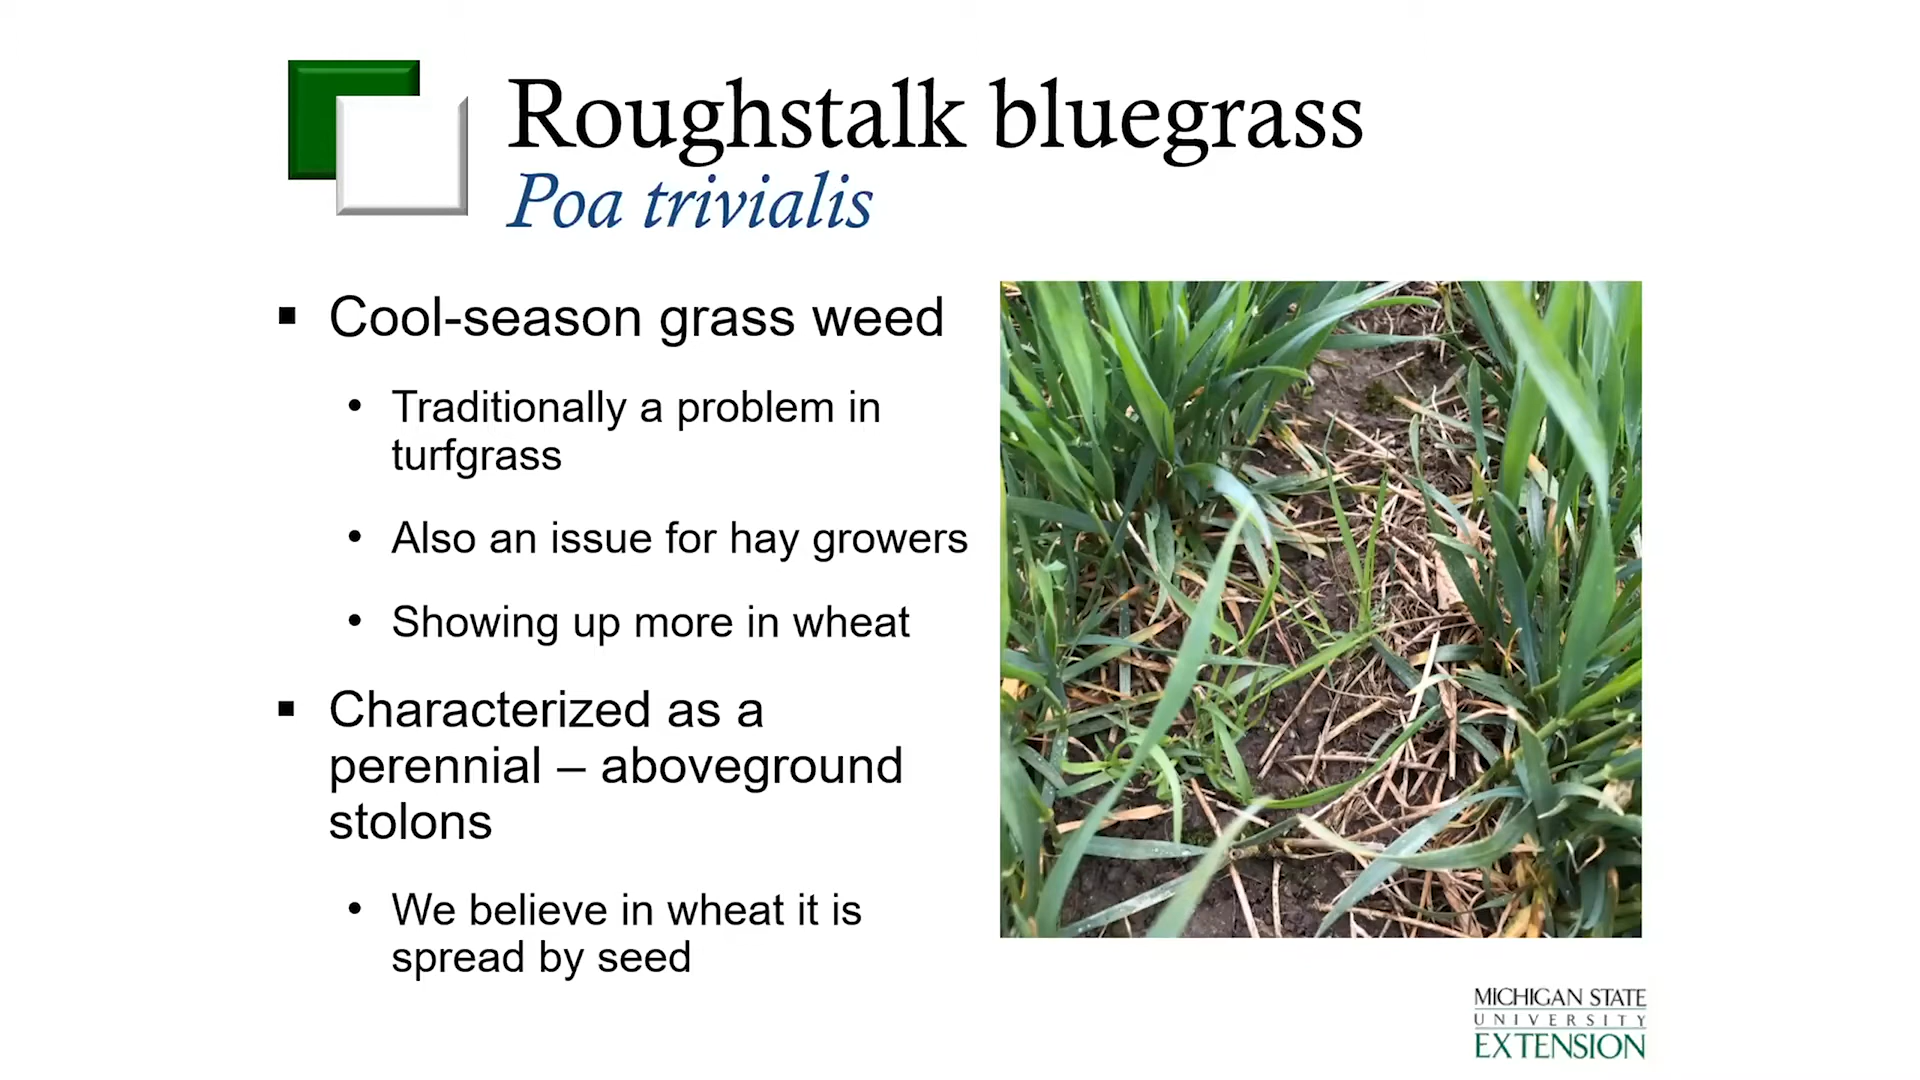 Roughstalk bluegrass
Poa trivialis
▪ Cool-season grass weed
• Traditionally a problem in
turfgrass
• Also an issue for hay growers
• Showing up more in wheat
▪ Characterized as a
perennial – aboveground
stolons
• We believe in wheat it is
spread by seed
MICHIGAN STATE
UNIVERSITY
EXTENSION